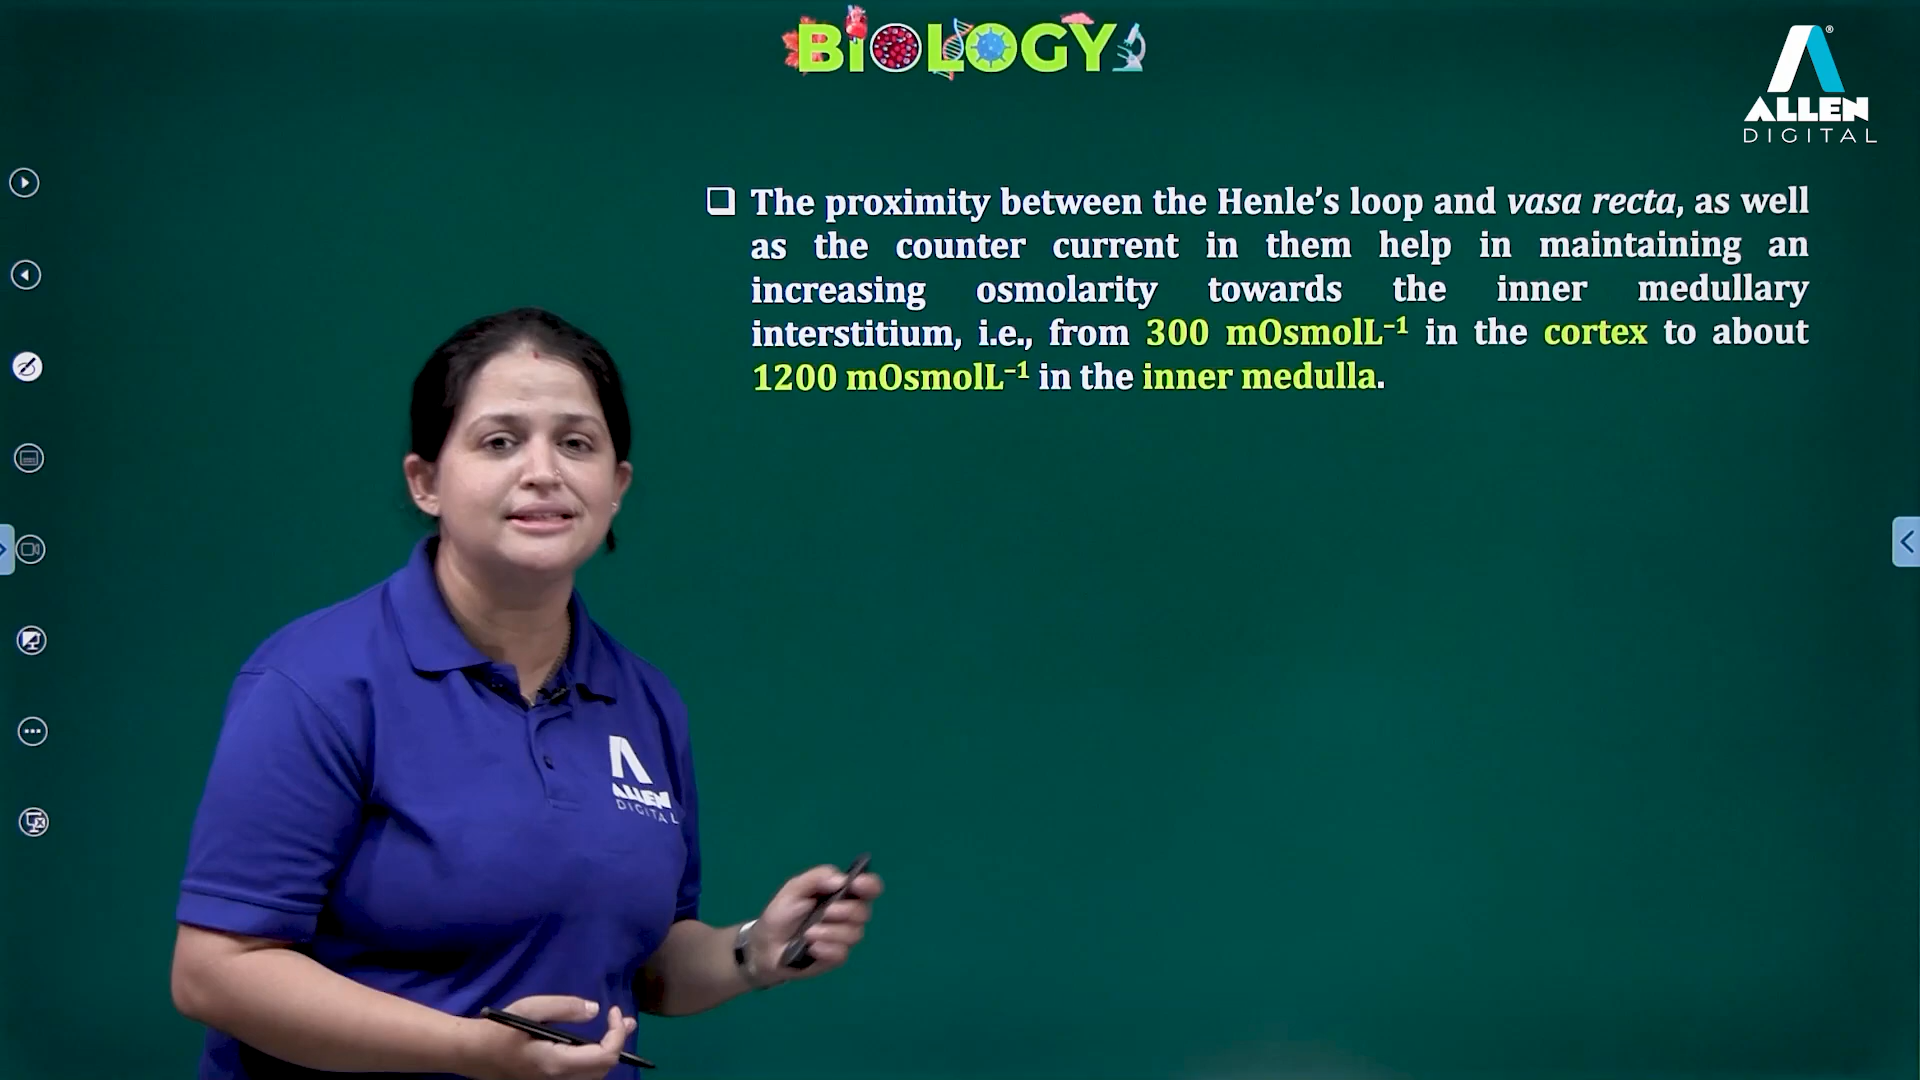 BIOLOGY
ALLEN
DIGITAL
❑ The proximity between the Henle’s loop and vasa recta, as well
as the counter current in them help in maintaining an
increasing osmolarity towards the inner medullary
interstitium, i.e., from 300 mOsmolL⁻¹ in the cortex to about
1200 mOsmolL⁻¹ in the inner medulla.
ALLEN
DIGITAL